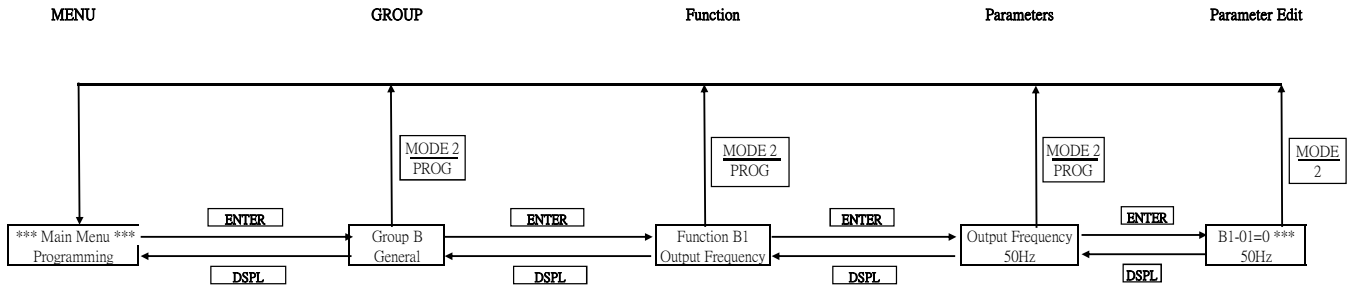 MENU
GROUP
Function
Parameters
Parameter Edit
MODE 2
PROG
MODE 2
PROG
MODE 2
PROG
MODE
2
ENTER
ENTER
ENTER
ENTER
*** Main Menu ***
Programming
Group B
General
Function B1
Output Frequency
Output Frequency
50Hz
B1-01=0 ***
50Hz
DSPL
DSPL
DSPL
DSPL